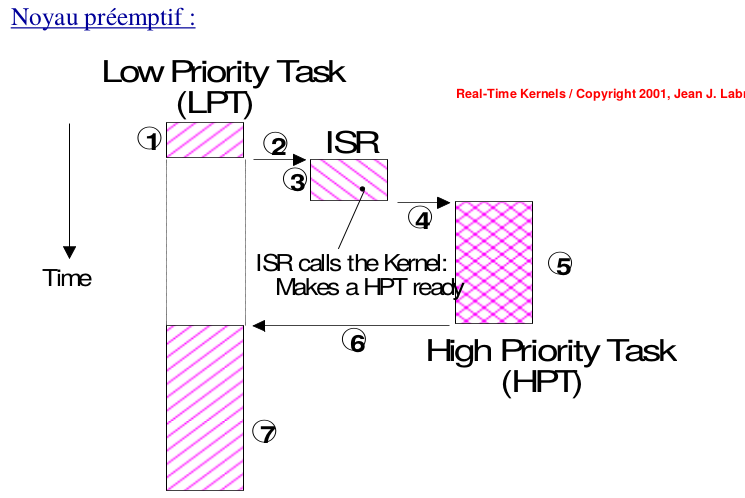 Noyau préemptif :
Low Priority Task
(LPT)
Real-Time Kernels / Copyright 2001, Jean J.
1
2
ISR
3
4
ISR calls the Kernel:
Makes a HPT ready
5
Time
6
High Priority Task
(HPT)
7